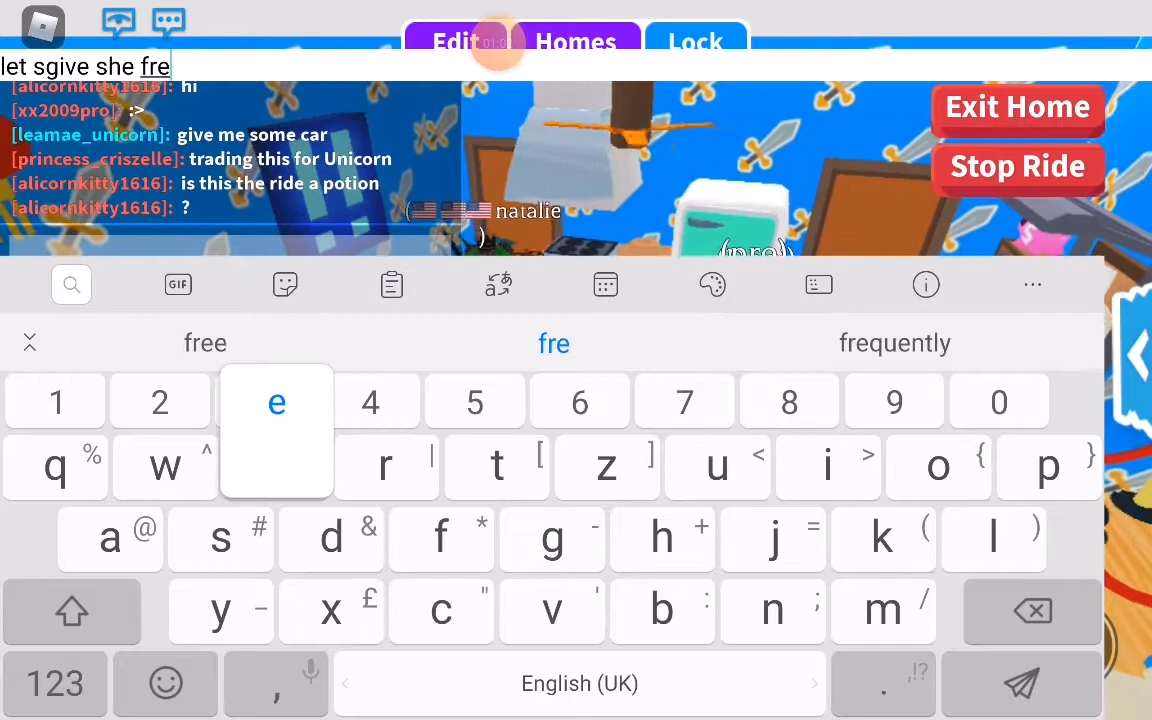 Edit Homes Lock
let sgive she fre
[alicornkitty1616]: hi
[xx2009pro]: :>
[leamae_unicorn]: give me some car
[princess_criszelle]: trading this for Unicorn
[alicornkitty1616]: is this the ride a potion
[alicornkitty1616]: ?
Exit Home
Stop Ride
natalie
)
(pro)
GIF
free fre frequently
1 2 e 4 5 6 7 8 9 0
q % w ^ r | t [ z ] u < i > o { p }
a @ s # d & f * g - h + j = k ( l )
y _ x £ c " v ' b : n ; m /
123 , English (UK) . ,!?